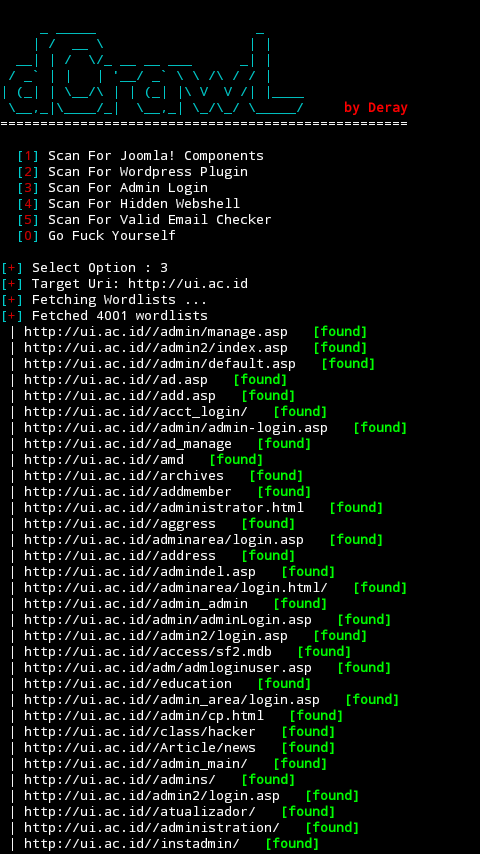 dCrawl
by Deray
[1] Scan For Joomla! Components
[2] Scan For Wordpress Plugin
[3] Scan For Admin Login
[4] Scan For Hidden Webshell
[5] Scan For Valid Email Checker
[0] Go Fuck Yourself
[+] Select Option : 3
[+] Target Uri: http://ui.ac.id
[+] Fetching Wordlists ...
[+] Fetched 4001 wordlists
| http://ui.ac.id//admin/manage.asp [found]
| http://ui.ac.id//admin2/index.asp [found]
| http://ui.ac.id//admin/default.asp [found]
| http://ui.ac.id//ad.asp [found]
| http://ui.ac.id//add.asp [found]
| http://ui.ac.id//acct_login/ [found]
| http://ui.ac.id//admin/admin-login.asp [found]
| http://ui.ac.id//ad_manage [found]
| http://ui.ac.id//amd [found]
| http://ui.ac.id//archives [found]
| http://ui.ac.id//addmember [found]
| http://ui.ac.id//administrator.html [found]
| http://ui.ac.id//aggress [found]
| http://ui.ac.id/adminarea/login.asp [found]
| http://ui.ac.id//address [found]
| http://ui.ac.id//admindel.asp [found]
| http://ui.ac.id//adminarea/login.html/ [found]
| http://ui.ac.id//admin_admin [found]
| http://ui.ac.id/admin/adminLogin.asp [found]
| http://ui.ac.id//admin2/login.asp [found]
| http://ui.ac.id//access/sf2.mdb [found]
| http://ui.ac.id/adm/admloginuser.asp [found]
| http://ui.ac.id//education [found]
| http://ui.ac.id//admin_area/login.asp [found]
| http://ui.ac.id//admin/cp.html [found]
| http://ui.ac.id//class/hacker [found]
| http://ui.ac.id//Article/news [found]
| http://ui.ac.id//admin_main/ [found]
| http://ui.ac.id//admins/ [found]
| http://ui.ac.id/admin2/login.asp [found]
| http://ui.ac.id//atualizador/ [found]
| http://ui.ac.id//administration/ [found]
| http://ui.ac.id//instadmin/ [found]